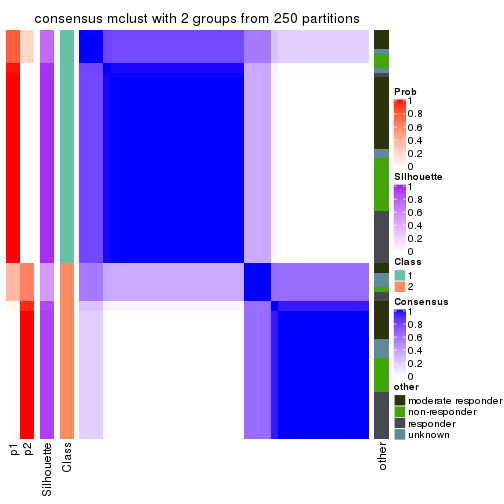 consensus mclust with 2 groups from 250 partitions
Prob
1
0.8
0.6
0.4
0.2
0
Silhouette
1
0.8
0.6
0.4
0.2
0
Class
1
2
Consensus
1
0.8
0.6
0.4
0.2
0
other
moderate responder
non-responder
responder
unknown
p1
p2
Silhouette
Class
other